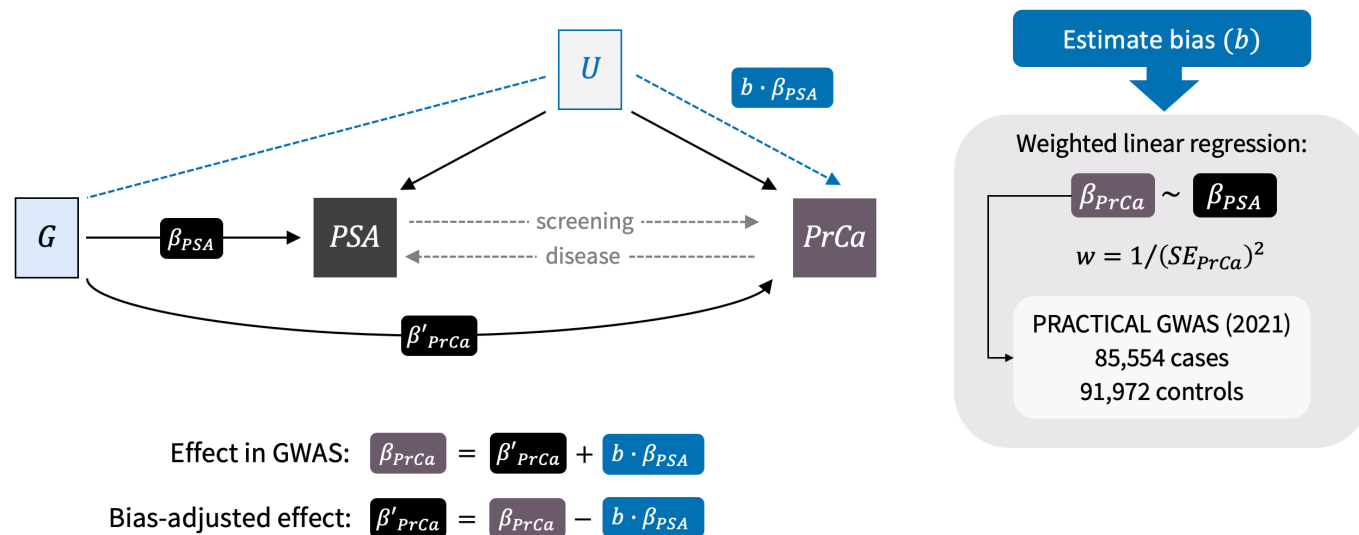 U
b · β_PSA
G
β_PSA
PSA
screening
disease
PrCa
β′_PrCa
Effect in GWAS: β_PrCa = β′_PrCa + b · β_PSA
Bias-adjusted effect: β′_PrCa = β_PrCa − b · β_PSA
Estimate bias (b)
Weighted linear regression:
β_PrCa ~ β_PSA
w = 1/(SE_PrCa)²
PRACTICAL GWAS (2021)
85,554 cases
91,972 controls